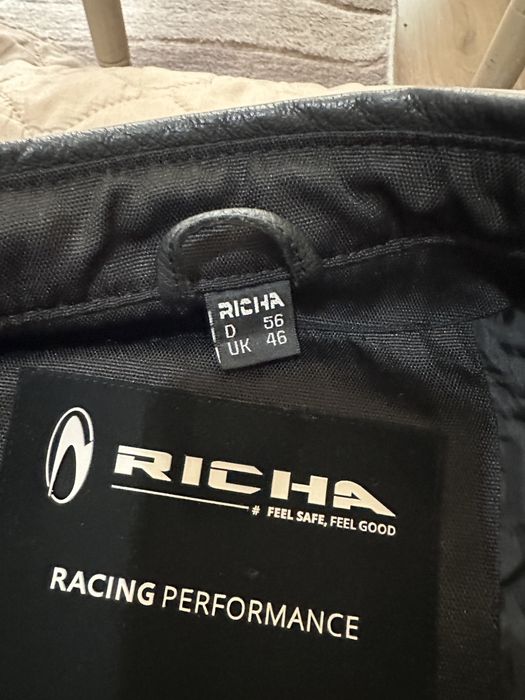 RICHA
D 56
UK 46
RICHA
# FEEL SAFE, FEEL GOOD
RACING PERFORMANCE